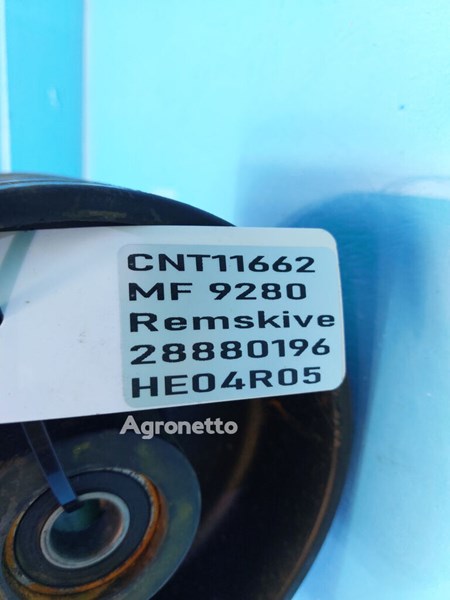 CNT11662
MF 9280
Remskive
28880196
HE04R05
Agronetto